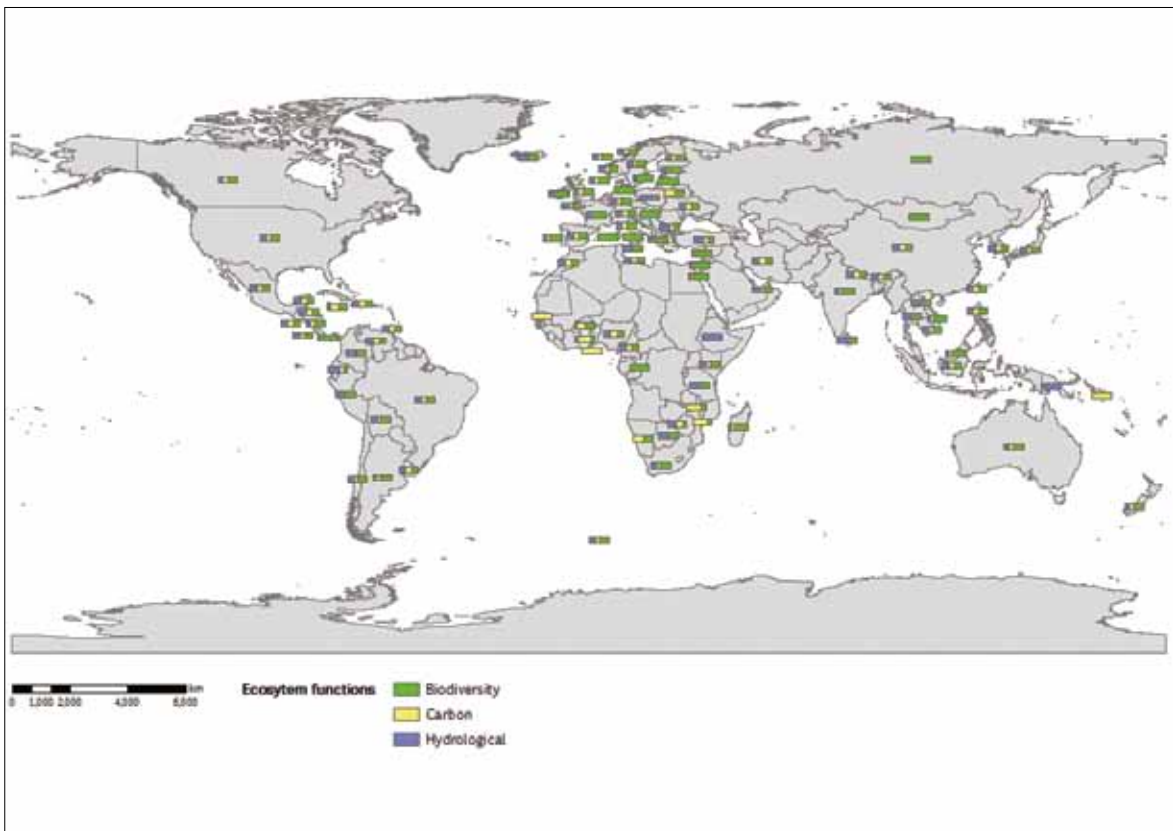 Ecosytem functions
Biodiversity
Carbon
Hydrological
km
0 1,000 2,000 4,000 6,000